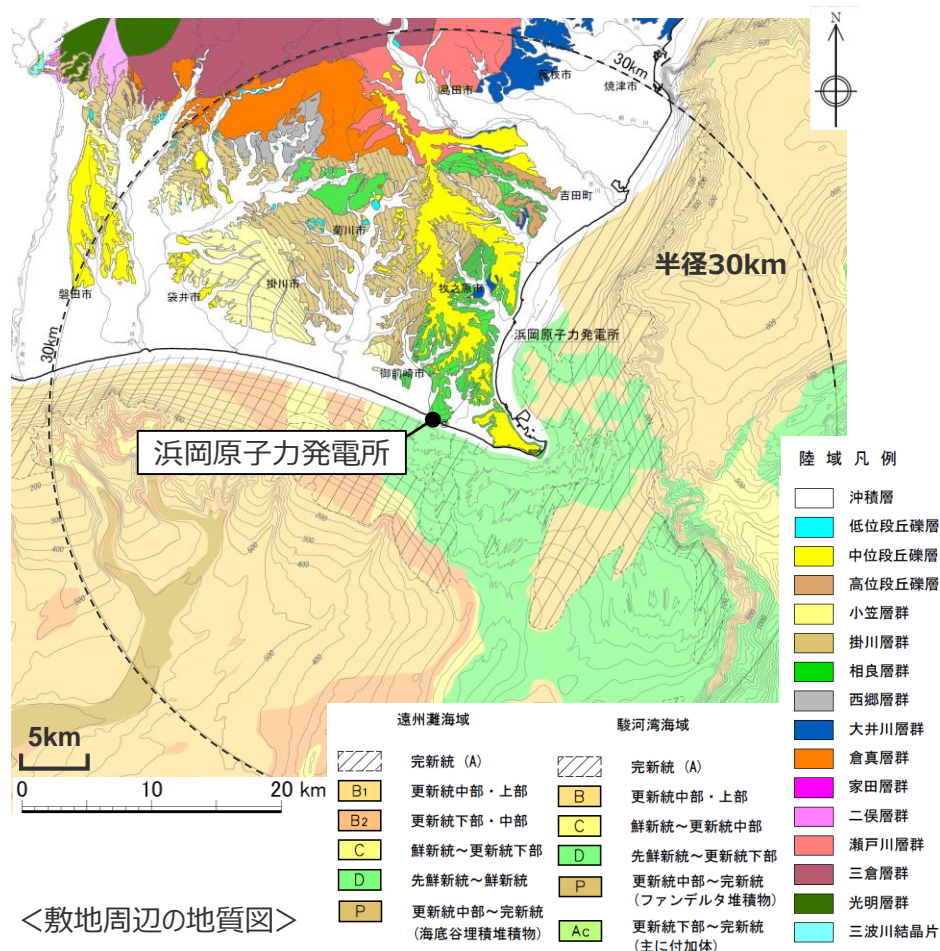 N
30km
藤枝市
焼津市
島田市
吉田町
菊川市
半径30km
磐田市
袋井市
掛川市
牧之原市
浜岡原子力発電所
30km
御前崎市
浜岡原子力発電所
5km
0 10 20 km
<敷地周辺の地質図>
遠州灘海域
完新統 (A)
B1 更新統中部・上部
B2 更新統下部・中部
C 鮮新統～更新統下部
D 先鮮新統～鮮新統
P 更新統中部～完新統
(海底谷埋積堆積物)
駿河湾海域
完新統 (A)
B 更新統中部・上部
C 鮮新統～更新統中部
D 先鮮新統～更新統下部
P 更新統中部～完新統
(ファンデルタ堆積物)
Ac 更新統下部～完新統
(主に付加体)
陸域凡例
沖積層
低位段丘礫層
中位段丘礫層
高位段丘礫層
小笠層群
掛川層群
相良層群
西郷層群
大井川層群
倉真層群
家田層群
二俣層群
瀬戸川層群
三倉層群
光明層群
三波川結晶片